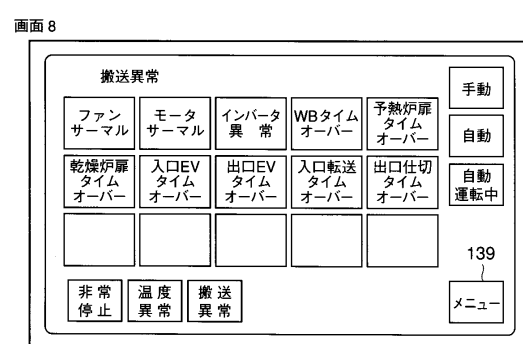 画面8
搬送異常
手動
ファン
サーマル
モータ
サーマル
インバータ
異 常
WBタイム
オーバー
予熱炉扉
タイム
オーバー
自動
乾燥炉扉
タイム
オーバー
入口EV
タイム
オーバー
出口EV
タイム
オーバー
入口転送
タイム
オーバー
出口仕切
タイム
オーバー
自動
運転中
139
非 常
停 止
温 度
異 常
搬 送
異 常
メニュー